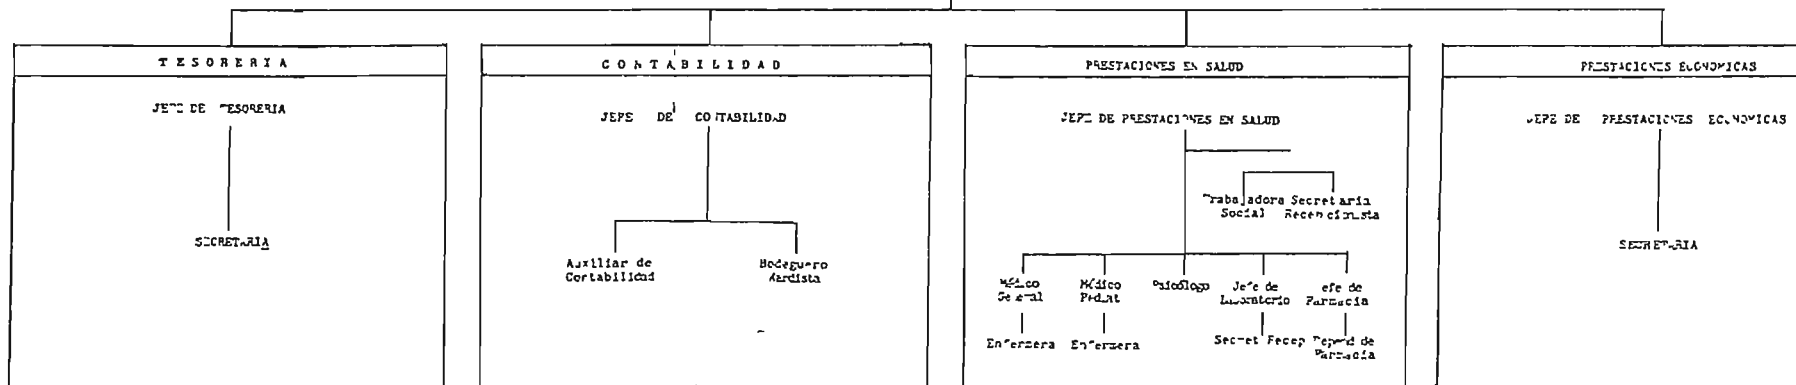 TESORERIA
JEFE DE TESORERIA
SECRETARIA
CONTABILIDAD
JEFE DE CONTABILIDAD
Auxiliar de
Contabilidad
Bodeguero
Kardista
PRESTACIONES EN SALUD
JEFE DE PRESTACIONES EN SALUD
Trabajadora
Social
Secretaria
Recepcionista
Médico
General
Médico
Pediat
Psicólogo
Jefe de
Laboratorio
Jefe de
Farmacia
Enfermera
Enfermera
Secret Recep
Depend de
Farmacia
PRESTACIONES ECONOMICAS
JEFE DE PRESTACIONES ECONOMICAS
SECRETARIA